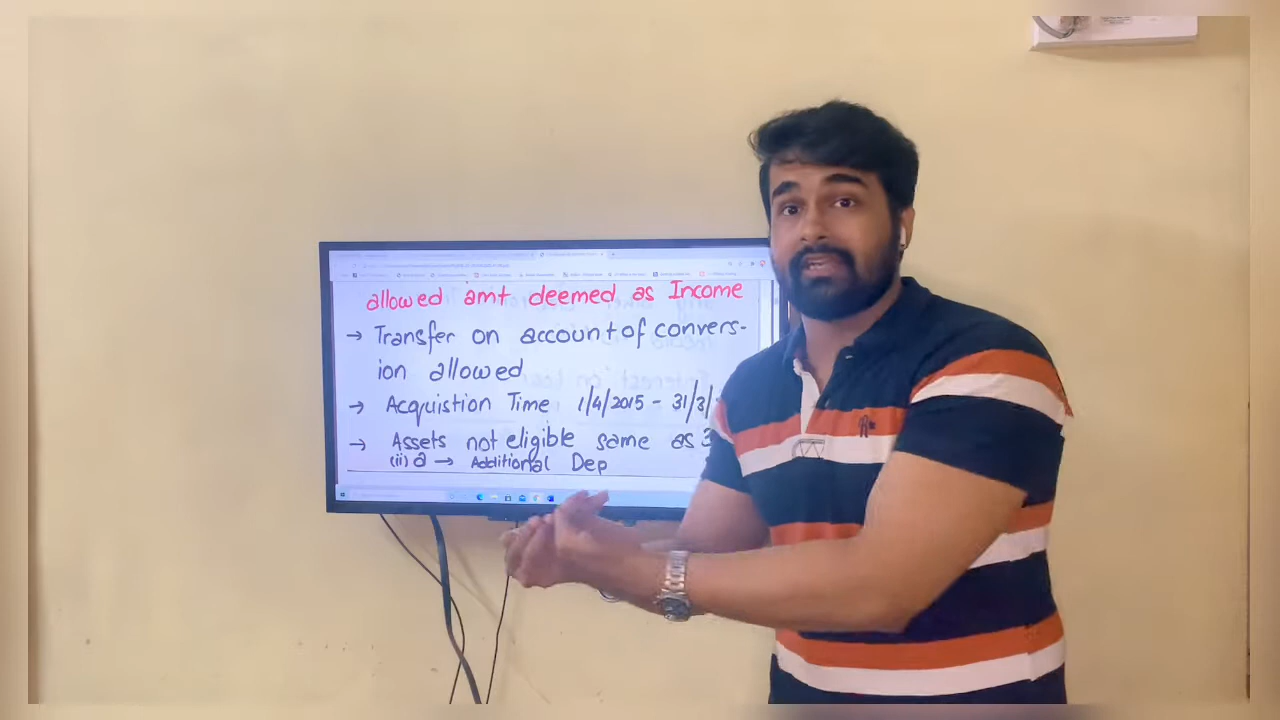 allowed amt deemed as Income
→ Transfer on account of convers-
ion allowed
→ Acquistion Time 1/4/2015 - 31/3/
→ Assets not eligible same as 3
(ii) a → Additional Dep